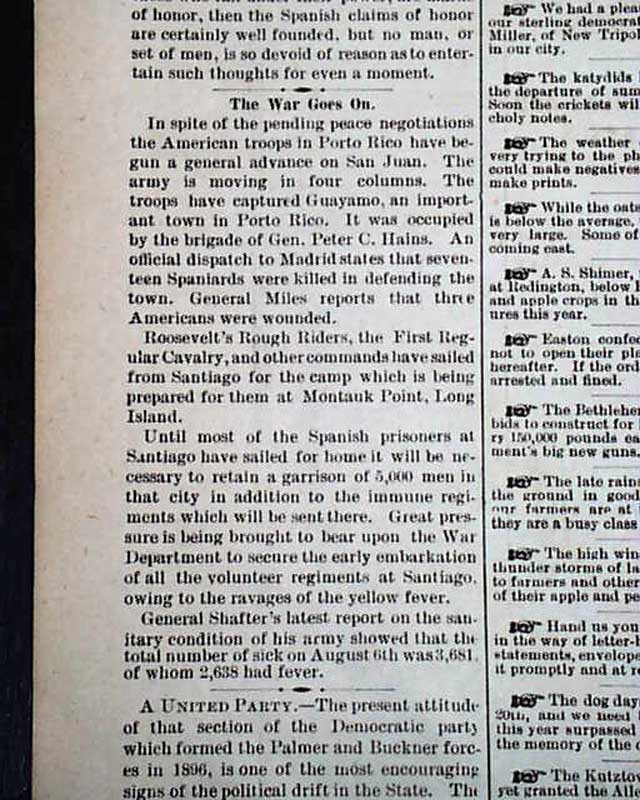 of honor, then the Spanish claims of honor
are certainly well founded, but no man, or
set of men, is so devoid of reason as to enter-
tain such thoughts for even a moment.
The War Goes On.
In spite of the pending peace negotiations
the American troops in Porto Rico have be-
gun a general advance on San Juan. The
army is moving in four columns. The
troops have captured Guayamo, an import-
ant town in Porto Rico. It was occupied
by the brigade of Gen. Peter C. Hains. An
official dispatch to Madrid states that seven-
teen Spaniards were killed in defending the
town. General Miles reports that three
Americans were wounded.
Roosevelt's Rough Riders, the First Reg-
ular Cavalry, and other commands have sailed
from Santiago for the camp which is being
prepared for them at Montauk Point, Long
Island.
Until most of the Spanish prisoners at
Santiago have sailed for home it will be ne-
cessary to retain a garrison of 5,000 men in
that city in addition to the immune regi-
ments which will be sent there. Great pres-
sure is being brought to bear upon the War
Department to secure the early embarkation
of all the volunteer regiments at Santiago,
owing to the ravages of the yellow fever.
General Shafter's latest report on the san-
itary condition of his army showed that the
total number of sick on August 6th was 3,681,
of whom 2,638 had fever.
A UNITED PARTY.—The present attitude
of that section of the Democratic party
which formed the Palmer and Buckner forc-
es in 1896, is one of the most encouraging
signs of the political drift in the State. The
We had a plea
our sterling democrat
Miller, of New Tripol
in our city.
The katydids
the departure of sum
Soon the crickets wil
choly notes.
The weather
very trying to the ph
could make negatives
make prints.
While the oats
is below the average,
very large. Some of
coming east.
A. S. Shimer,
at Redington, below
and apple crops in th
ures this year.
Easton confec
not to open their pla
hereafter. If the ord
arrested and fined.
The Bethlehem
bids to construct for
ry 150,000 pounds ea
ment's big new guns.
The late rains
the ground in good
our farmers are at
they are a busy class
The high win
thunder storms of la
to farmers and other
of their apple and pe
Hand us you
in the way of letter-h
statements, envelope
it promptly and at re
The dog day
20th, and we need
this year surpassed
the memory of the
The Kutztow
yet granted the Alle